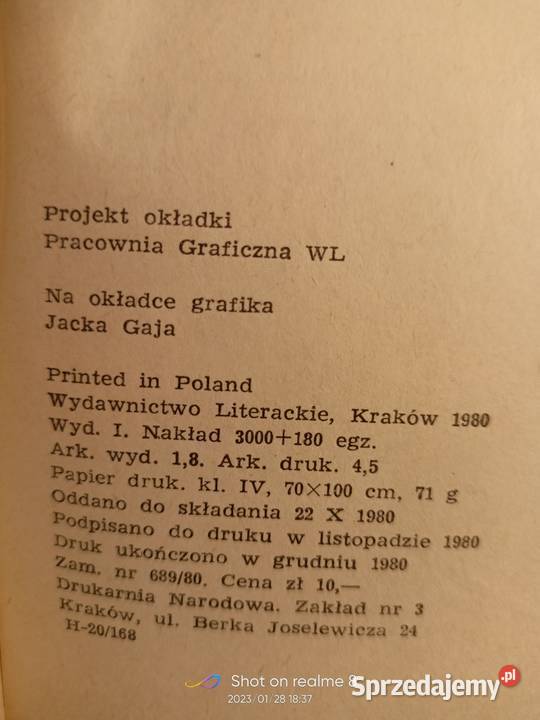 Projekt okładki
Pracownia Graficzna WL
Na okładce grafika
Jacka Gaja
Printed in Poland
Wydawnictwo Literackie, Kraków 1980
Wyd. I. Nakład 3000+180 egz.
Ark. wyd. 1,8. Ark. druk. 4,5
Papier druk. kl. IV, 70×100 cm, 71 g
Oddano do składania 22 X 1980
Podpisano do druku w listopadzie 1980
Druk ukończono w grudniu 1980
Zam. nr 689/80. Cena zł 10,—
Drukarnia Narodowa. Zakład nr 3
Kraków, ul. Berka Joselewicza 24
H-20/168
Shot on realme 8
2023/01/28 18:37
Sprzedajemy.pl